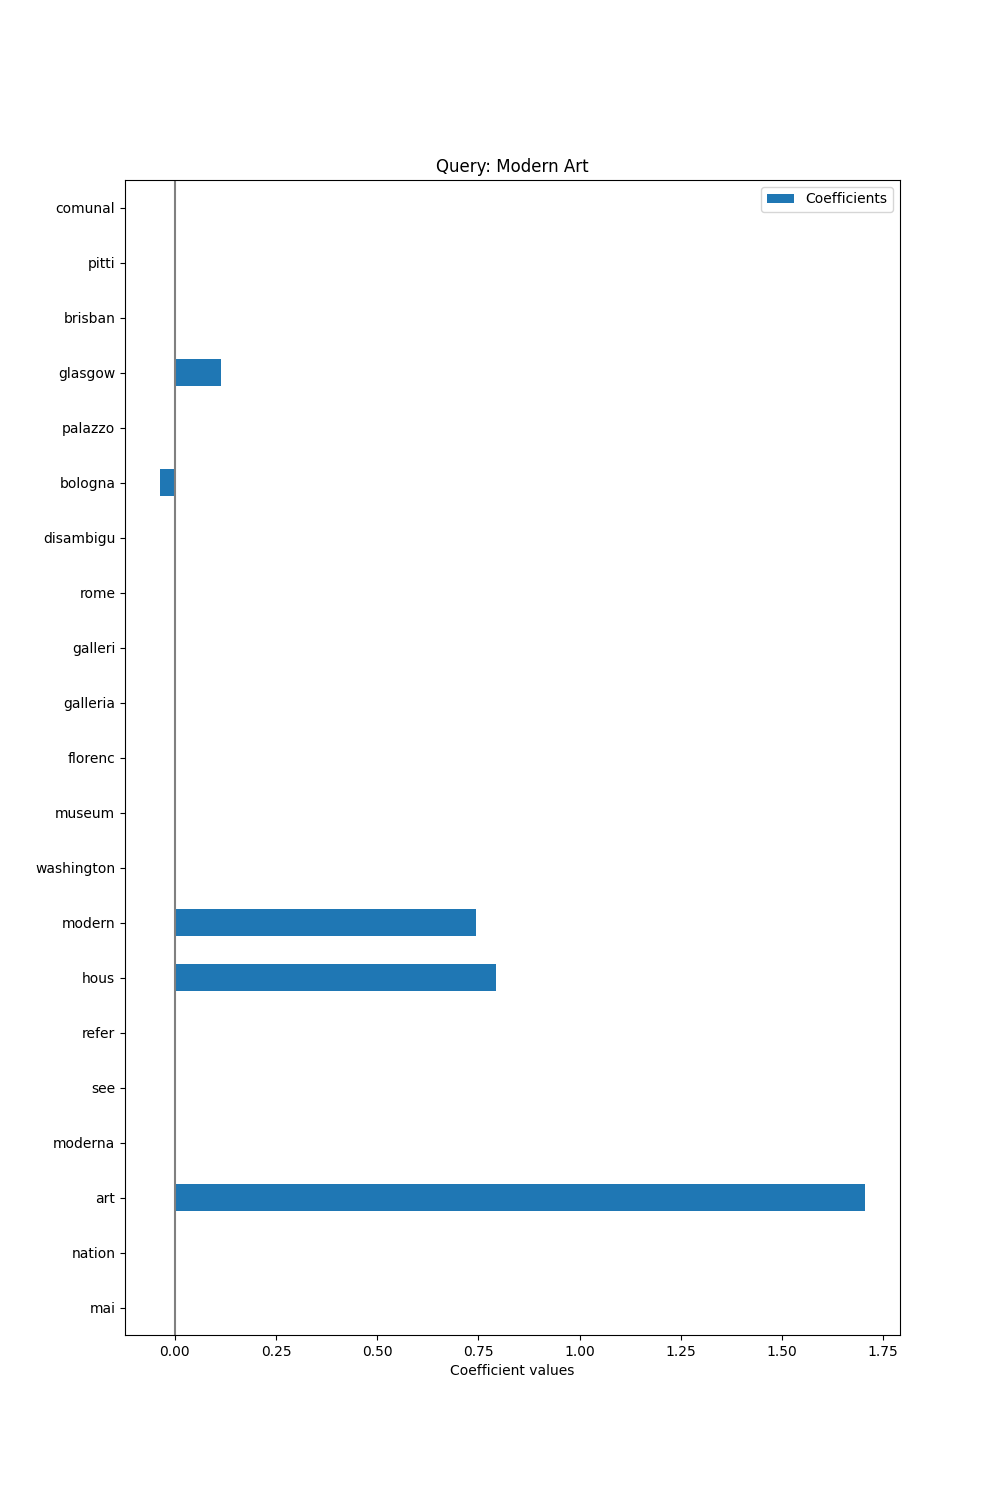 Query: Modern Art
Coefficients
comunal
pitti
brisban
glasgow
palazzo
bologna
disambigu
rome
galleri
galleria
florenc
museum
washington
modern
hous
refer
see
moderna
art
nation
mai
0.00 0.25 0.50 0.75 1.00 1.25 1.50 1.75
Coefficient values